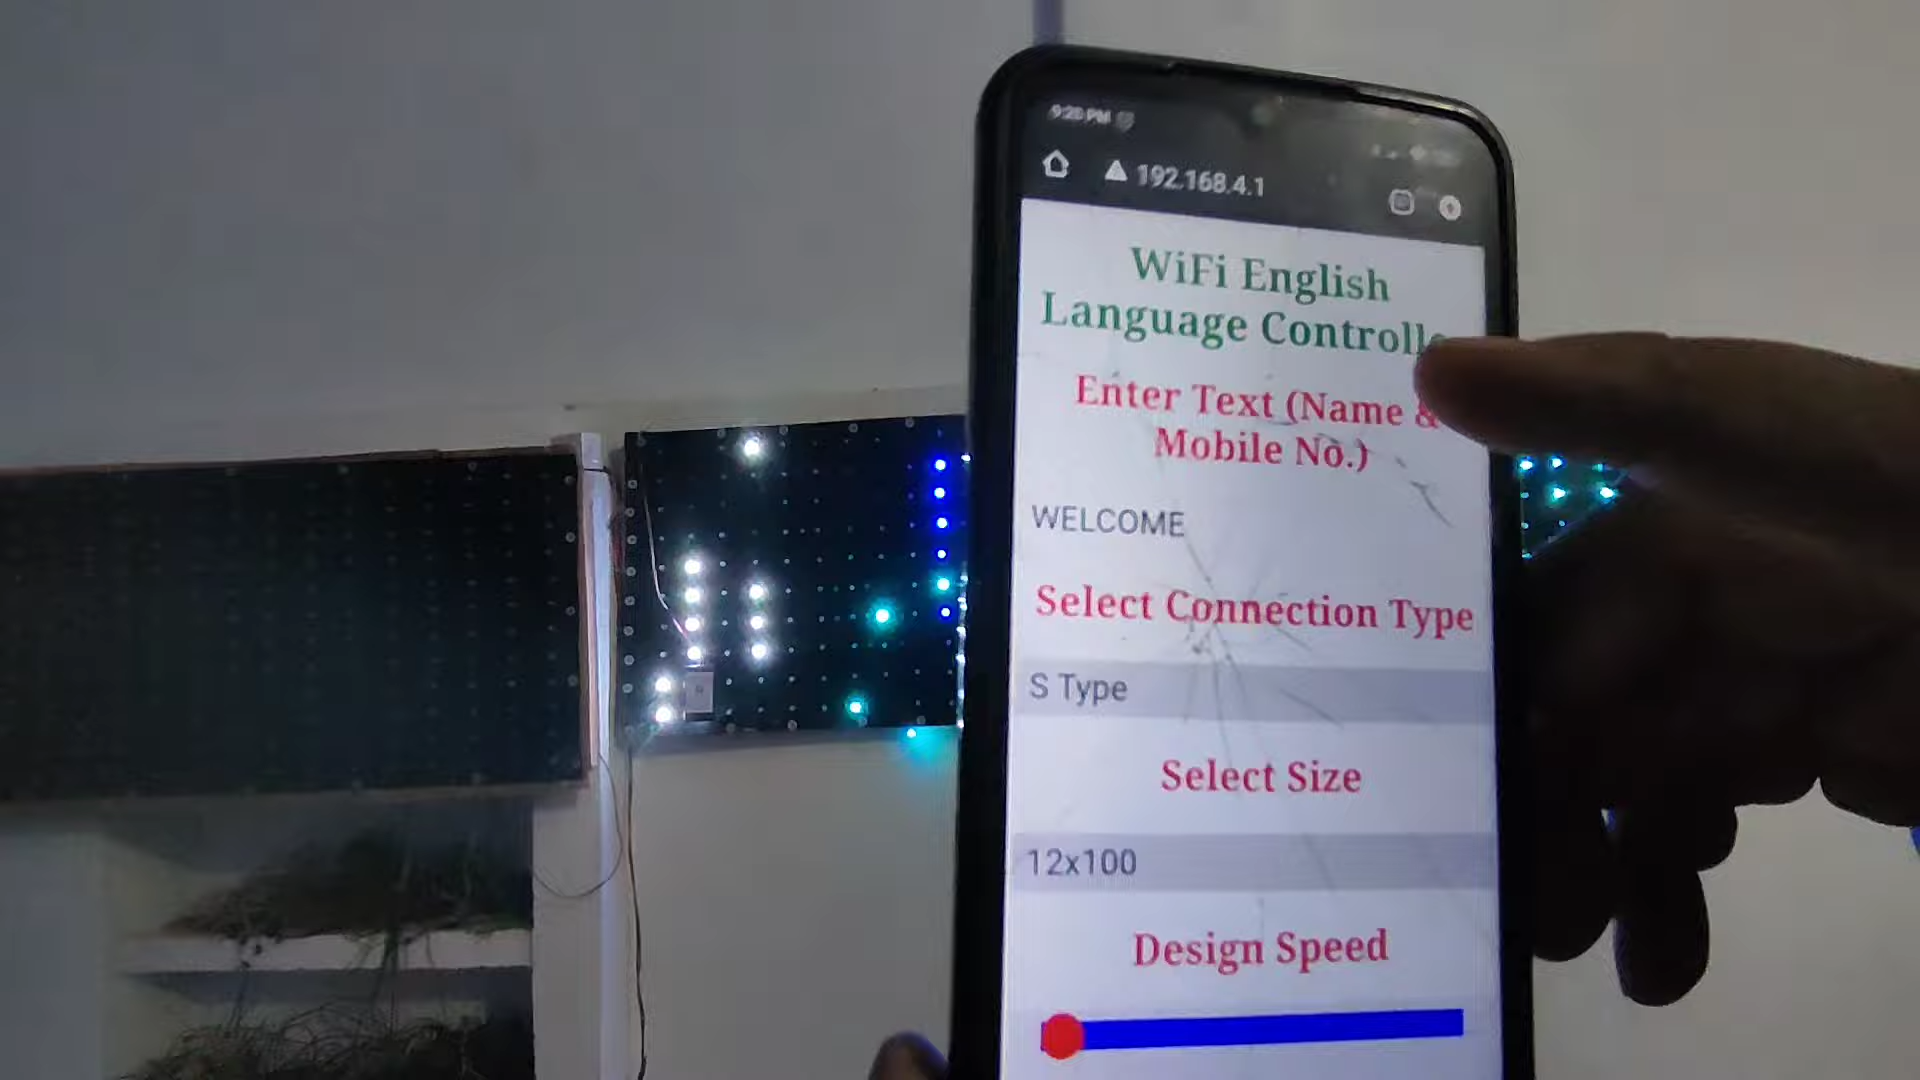 9:20 PM
192.168.4.1
WiFi English
Language Controlle
Enter Text (Name &
Mobile No.)
WELCOME
Select Connection Type
S Type
Select Size
12x100
Design Speed